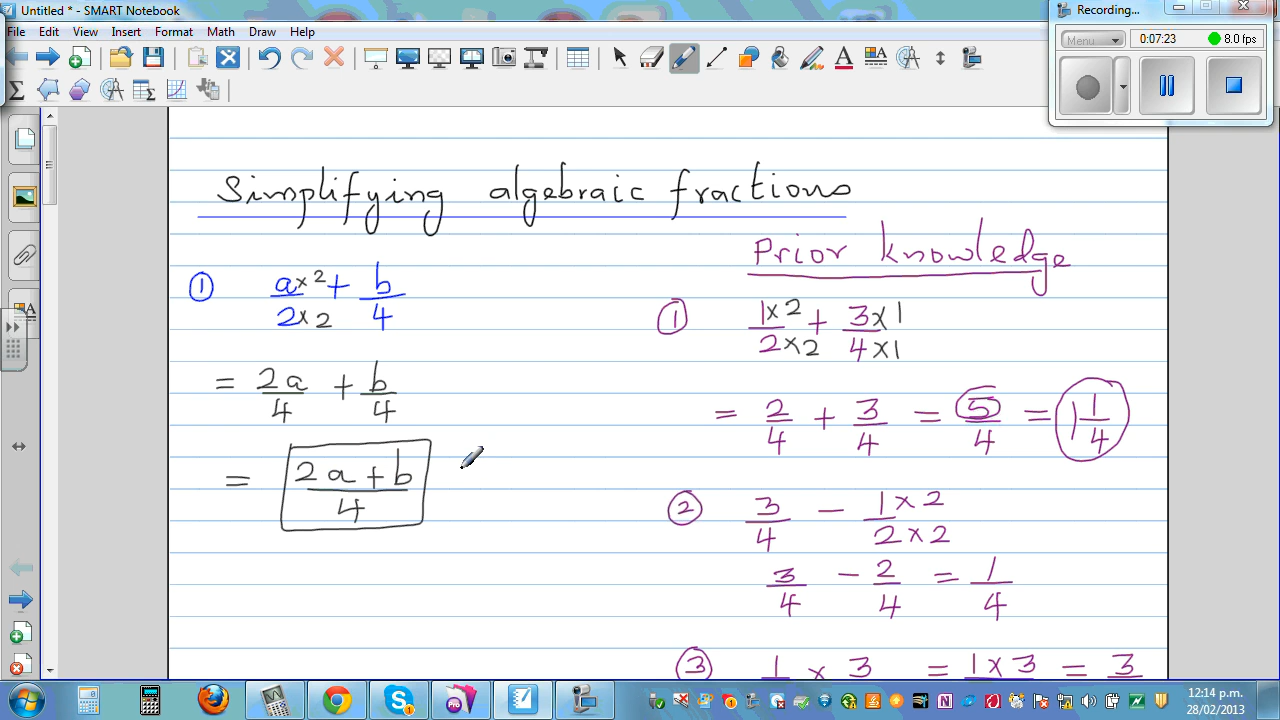 Untitled * - SMART Notebook
Recording...
File Edit View Insert Format Math Draw Help
Menu 0:07:23 8.0 fps
Simplifying algebraic fractions
① a×2/2×2 + b/4
= 2a/4 + b/4
= 2a+b/4
Prior knowledge
① 1×2/2×2 + 3×1/4×1
= 2/4 + 3/4 = 5/4 = 1 1/4
② 3/4 - 1×2/2×2
3/4 - 2/4 = 1/4
③ 1 × 3 = 1×3 = 3
12:14 p.m.
28/02/2013